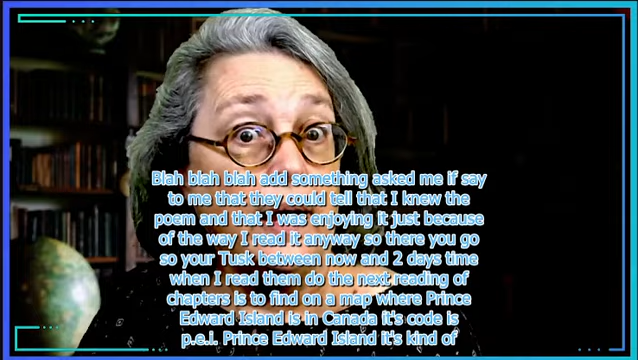 Blah blah blah add something asked me if say
to me that they could tell that I knew the
poem and that I was enjoying it just because
of the way I read it anyway so there you go
so your Tusk between now and 2 days time
when I read them do the next reading of
chapters is to find on a map where Prince
Edward Island is in Canada it's code is
p.e.i. Prince Edward Island it's kind of